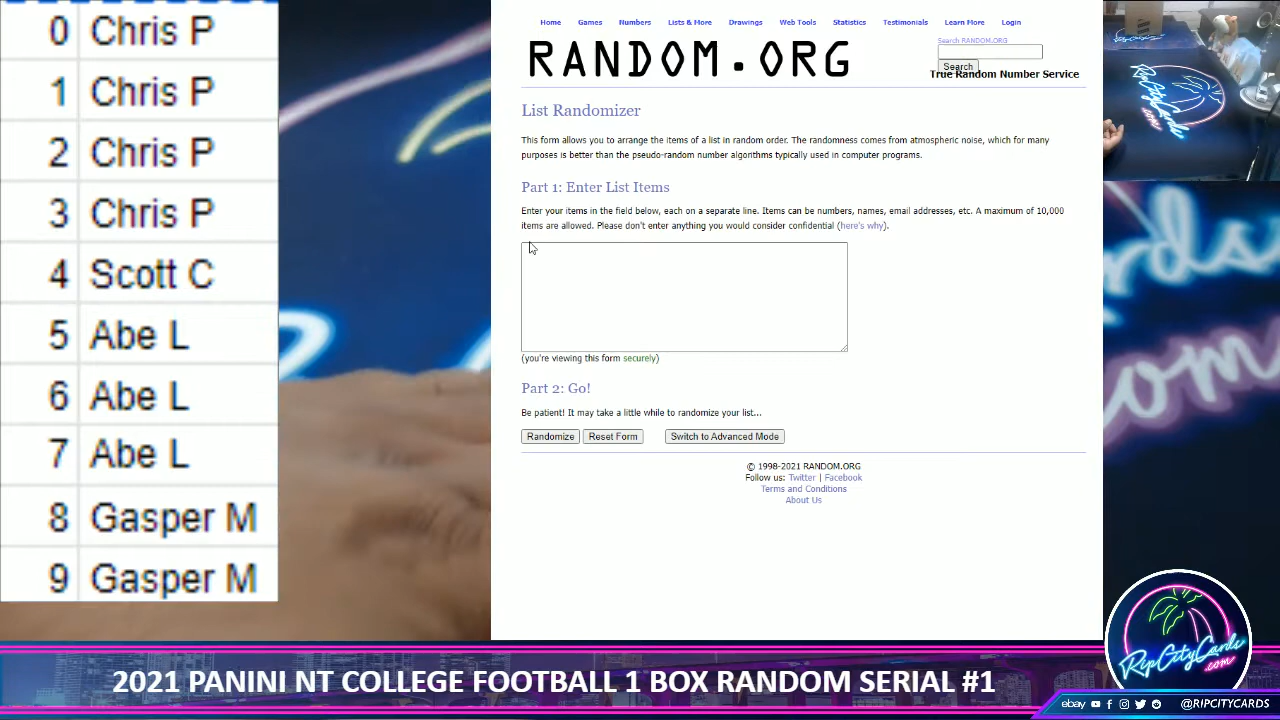 0 Chris P
1 Chris P
2 Chris P
3 Chris P
4 Scott C
5 Abe L
6 Abe L
7 Abe L
8 Gasper M
9 Gasper M
Home Games Numbers Lists & More Drawings Web Tools Statistics Testimonials Learn More Login
RANDOM.ORG
Search RANDOM.ORG
Search
True Random Number Service
List Randomizer
This form allows you to arrange the items of a list in random order. The randomness comes from atmospheric noise, which for many
purposes is better than the pseudo-random number algorithms typically used in computer programs.
Part 1: Enter List Items
Enter your items in the field below, each on a separate line. Items can be numbers, names, email addresses, etc. A maximum of 10,000
items are allowed. Please don't enter anything you would consider confidential (here's why).
(you're viewing this form securely)
Part 2: Go!
Be patient! It may take a little while to randomize your list...
Randomize Reset Form Switch to Advanced Mode
© 1998-2021 RANDOM.ORG
Follow us: Twitter | Facebook
Terms and Conditions
About Us
RipCityCards
.com
2021 PANINI NT COLLEGE FOOTBALL 1 BOX RANDOM SERIAL #1
RipCityCards
.com
ebay @RIPCITYCARDS